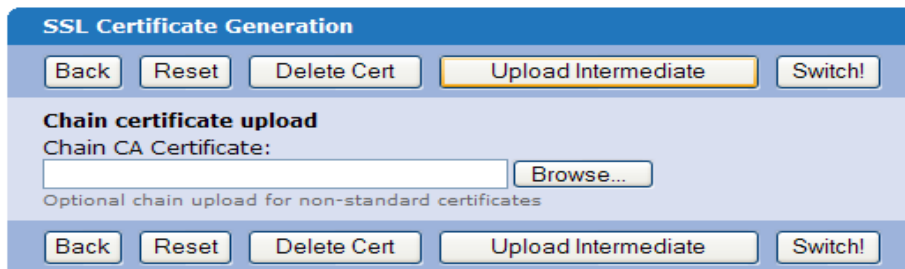 SSL Certificate Generation
Back Reset Delete Cert Upload Intermediate Switch!
Chain certificate upload
Chain CA Certificate:
Browse...
Optional chain upload for non-standard certificates
Back Reset Delete Cert Upload Intermediate Switch!